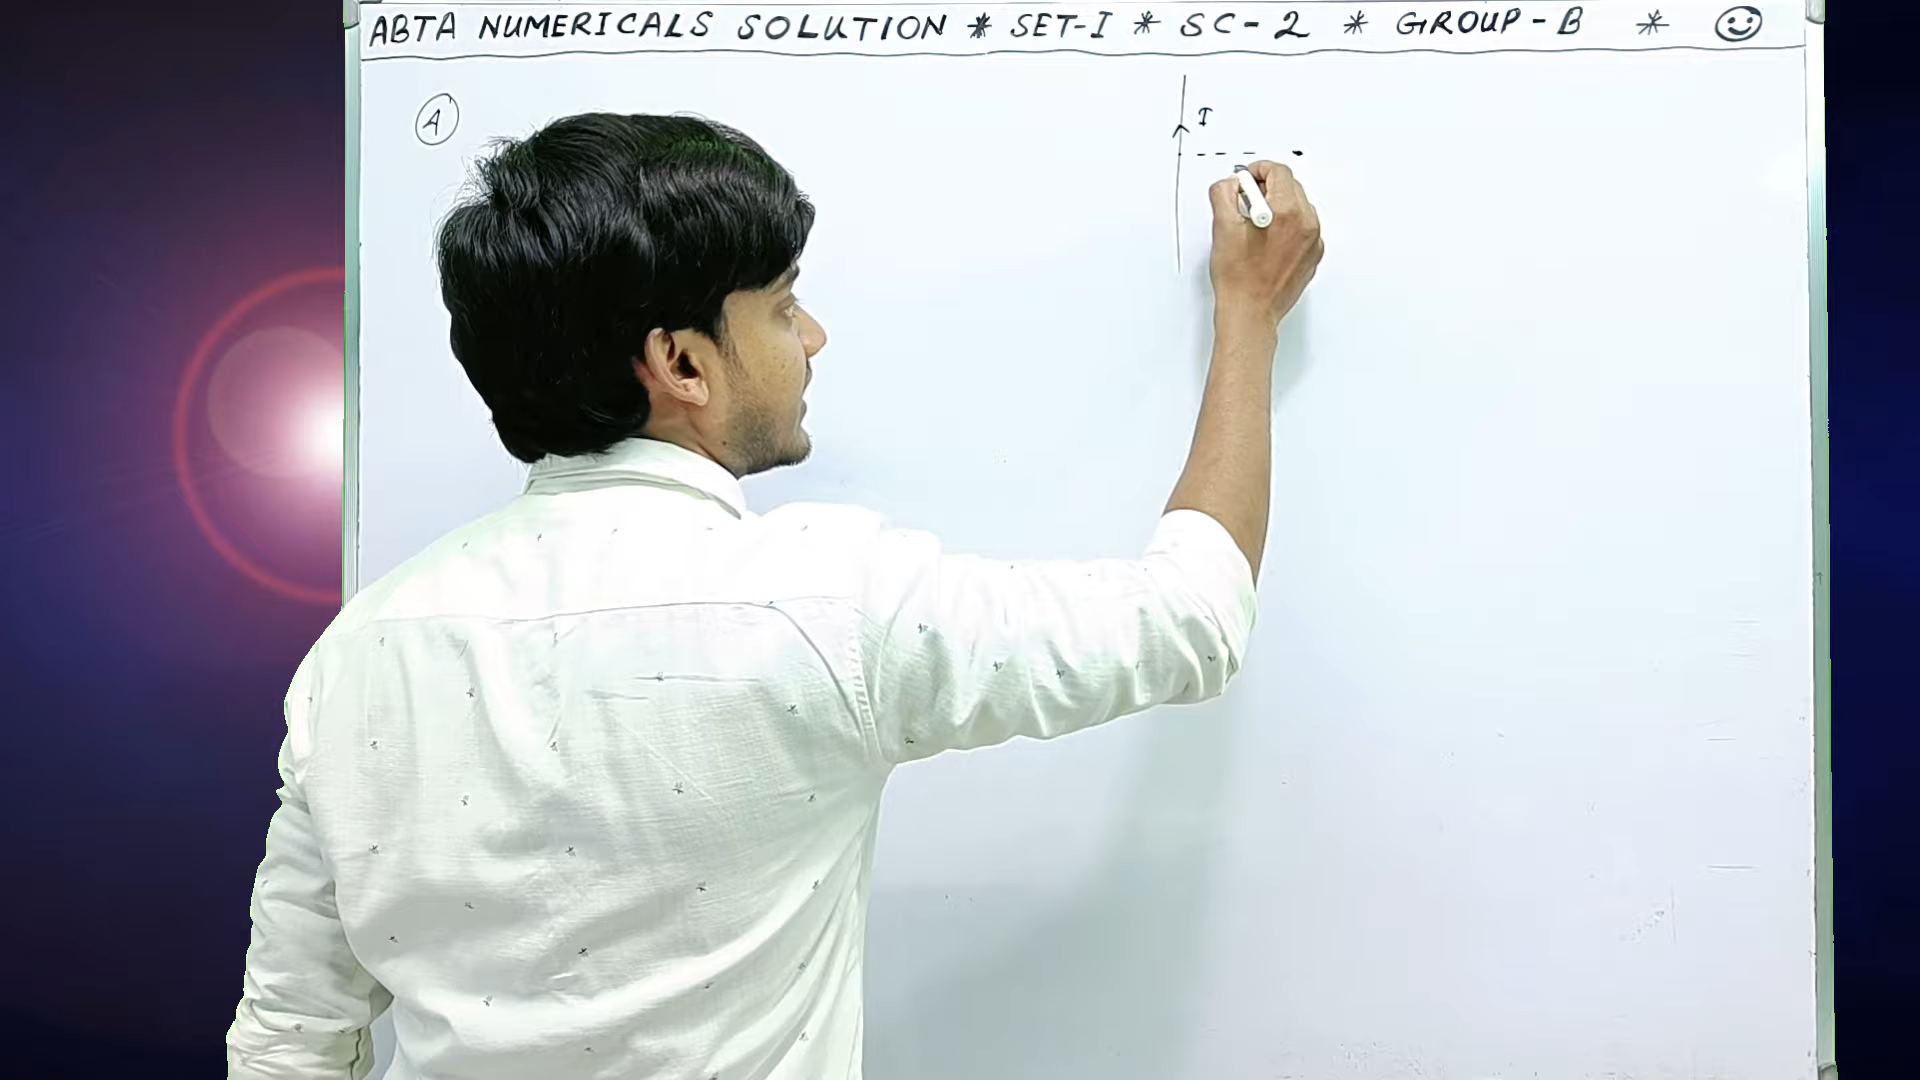 ABTA NUMERICALS SOLUTION * SET-I * SC-2 * GROUP-B *
A
I